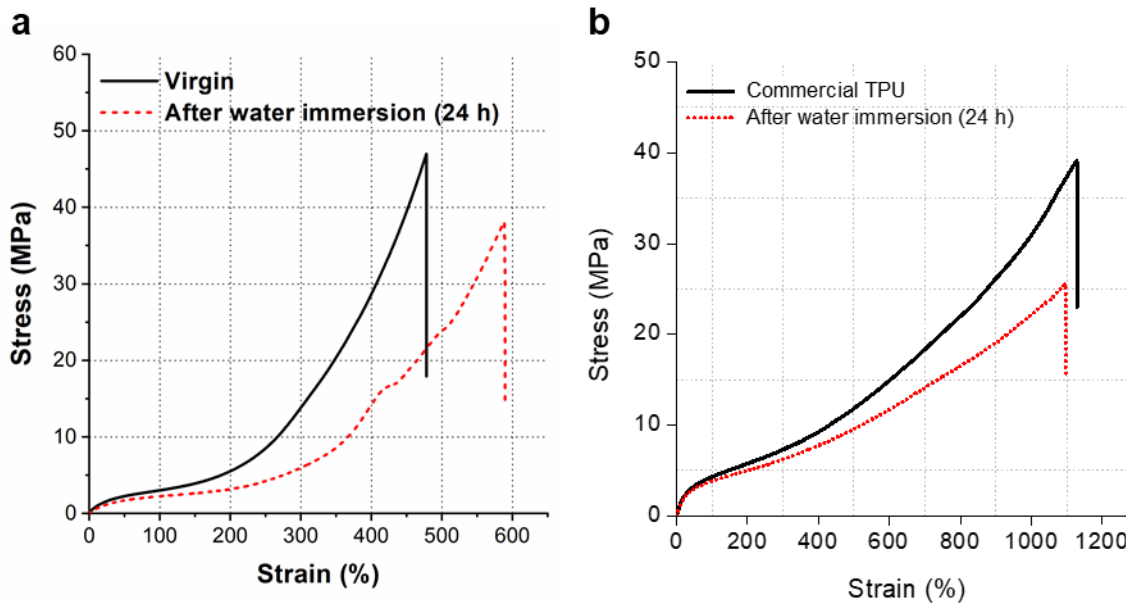 a
60
50
40
30
20
10
0
Stress (MPa)
Virgin
After water immersion (24 h)
0 100 200 300 400 500 600
Strain (%)
b
50
40
30
20
10
0
Stress (MPa)
Commercial TPU
After water immersion (24 h)
0 200 400 600 800 1000 1200
Strain (%)